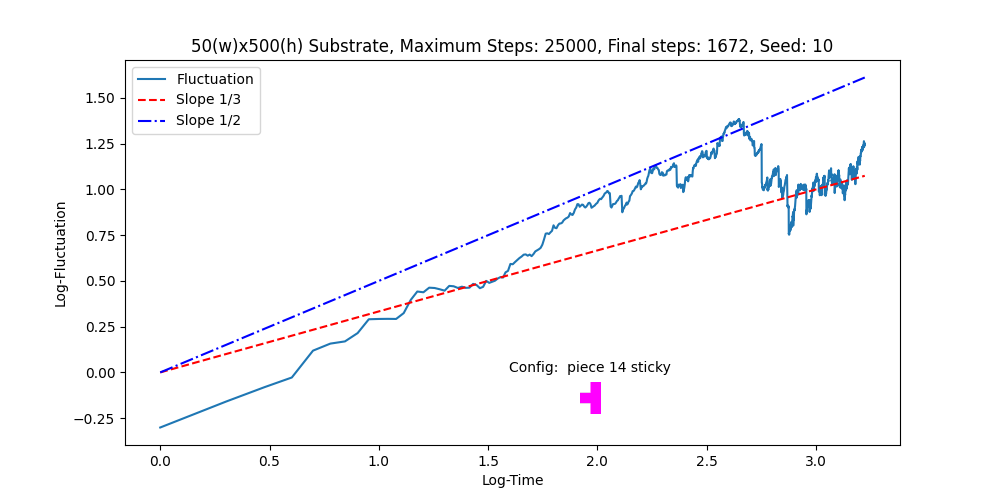 50(w)x500(h) Substrate, Maximum Steps: 25000, Final steps: 1672, Seed: 10
Fluctuation
Slope 1/3
Slope 1/2
1.50
1.25
1.00
0.75
0.50
0.25
0.00
−0.25
Log-Fluctuation
Config:  piece 14 sticky
0.0 0.5 1.0 1.5 2.0 2.5 3.0
Log-Time